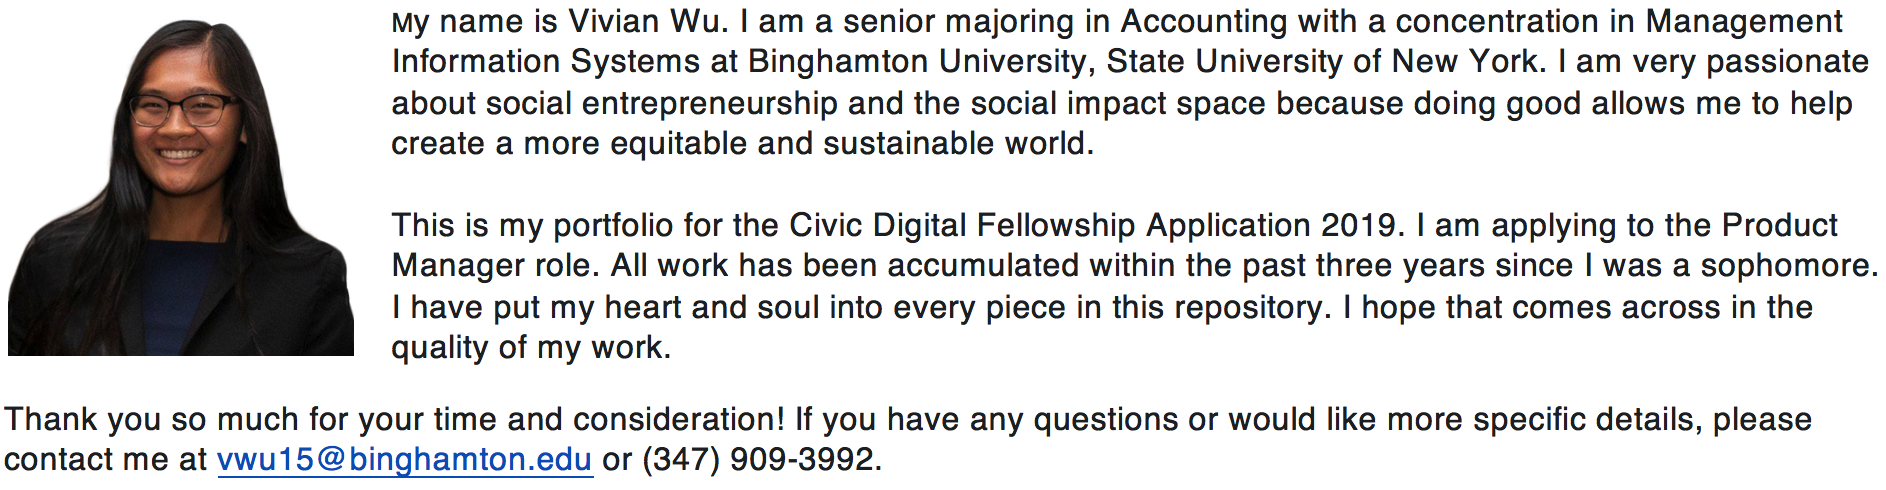 My name is Vivian Wu. I am a senior majoring in Accounting with a concentration in Management
Information Systems at Binghamton University, State University of New York. I am very passionate
about social entrepreneurship and the social impact space because doing good allows me to help
create a more equitable and sustainable world.
This is my portfolio for the Civic Digital Fellowship Application 2019. I am applying to the Product
Manager role. All work has been accumulated within the past three years since I was a sophomore.
I have put my heart and soul into every piece in this repository. I hope that comes across in the
quality of my work.
Thank you so much for your time and consideration! If you have any questions or would like more specific details, please
contact me at vwu15@binghamton.edu or (347) 909-3992.